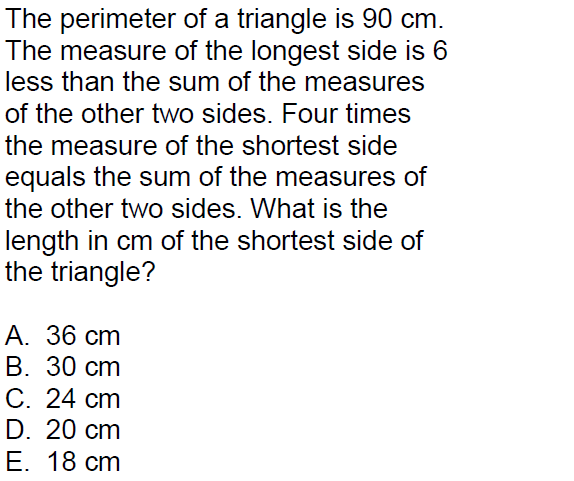 The perimeter of a triangle is 90 cm.
The measure of the longest side is 6
less than the sum of the measures
of the other two sides. Four times
the measure of the shortest side
equals the sum of the measures of
the other two sides. What is the
length in cm of the shortest side of
the triangle?
A. 36 cm
B. 30 cm
C. 24 cm
D. 20 cm
E. 18 cm